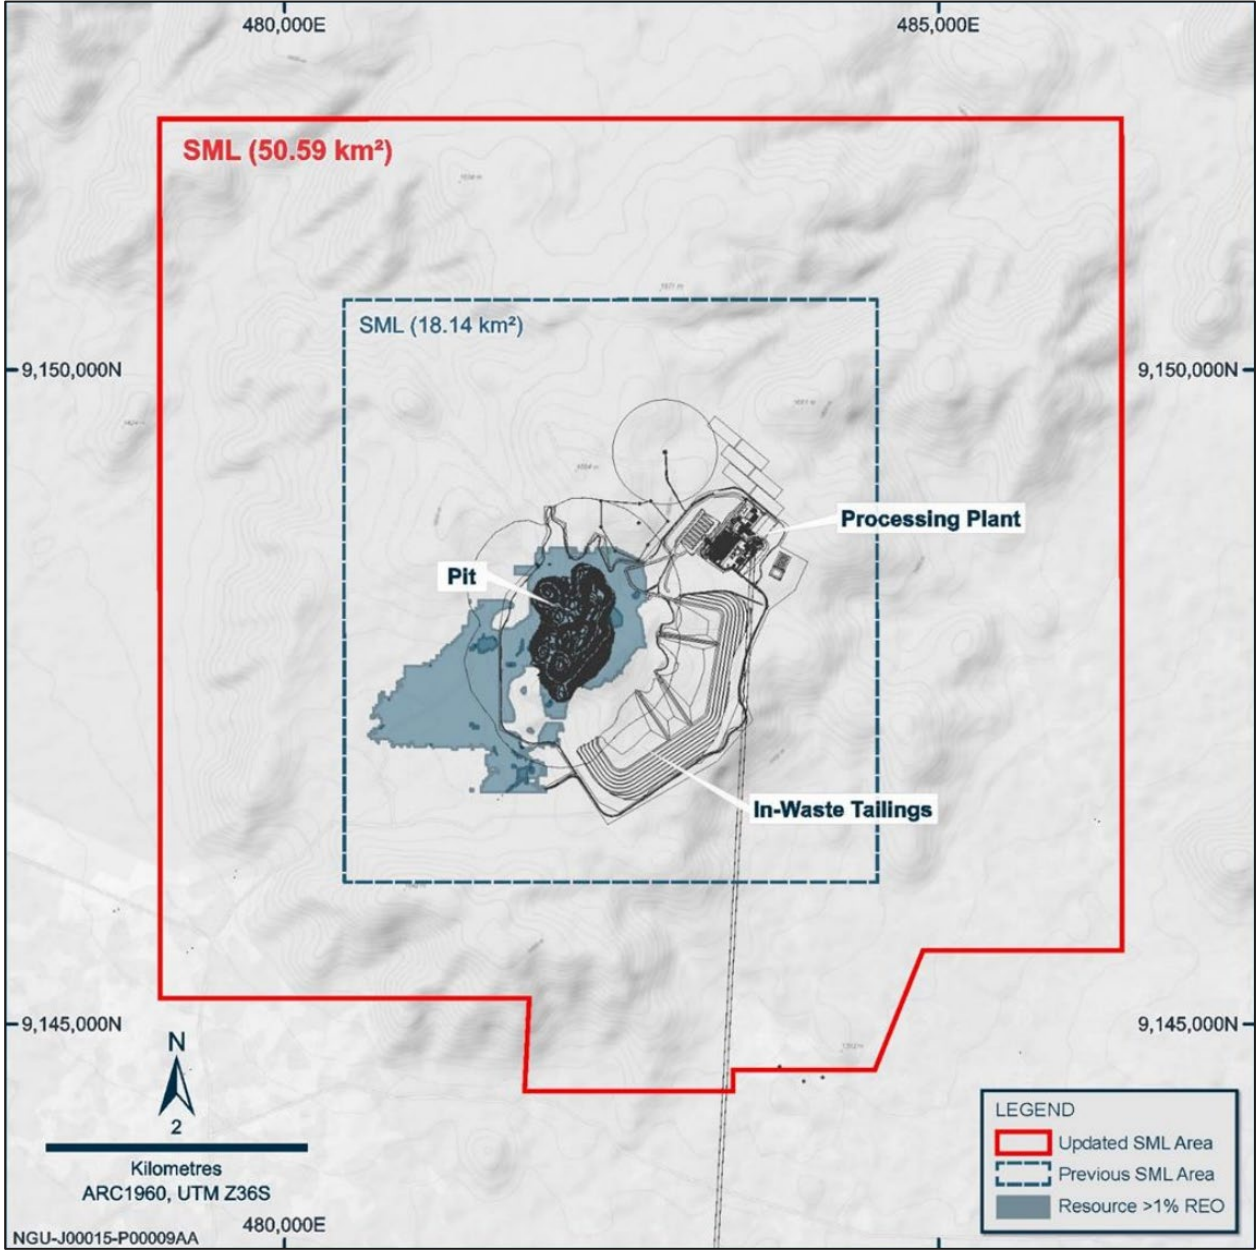 480,000E
485,000E
SML (50.59 km²)
SML (18.14 km²)
9,150,000N
9,150,000N
Processing Plant
Pit
In-Waste Tailings
9,145,000N
9,145,000N
N
2
Kilometres
ARC1960, UTM Z36S
480,000E
NGU-J00015-P00009AA
LEGEND
Updated SML Area
Previous SML Area
Resource >1% REO